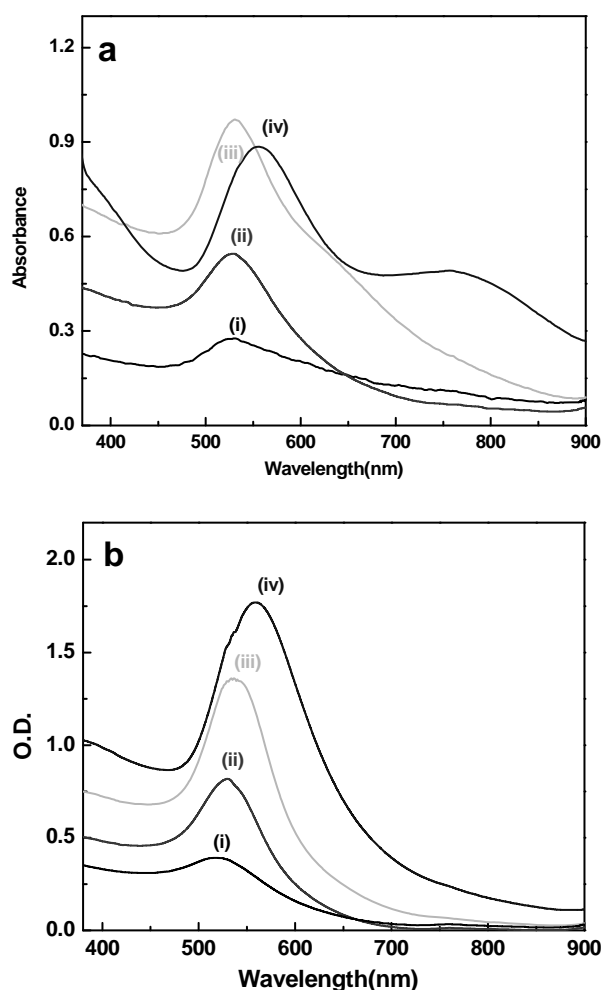 a
1.2
0.9
0.6
0.3
0.0
Absorbance
(iii)
(iv)
(ii)
(i)
400 500 600 700 800 900
Wavelength(nm)
b
2.0
1.5
1.0
0.5
0.0
O.D.
(iv)
(iii)
(ii)
(i)
400 500 600 700 800 900
Wavelength(nm)